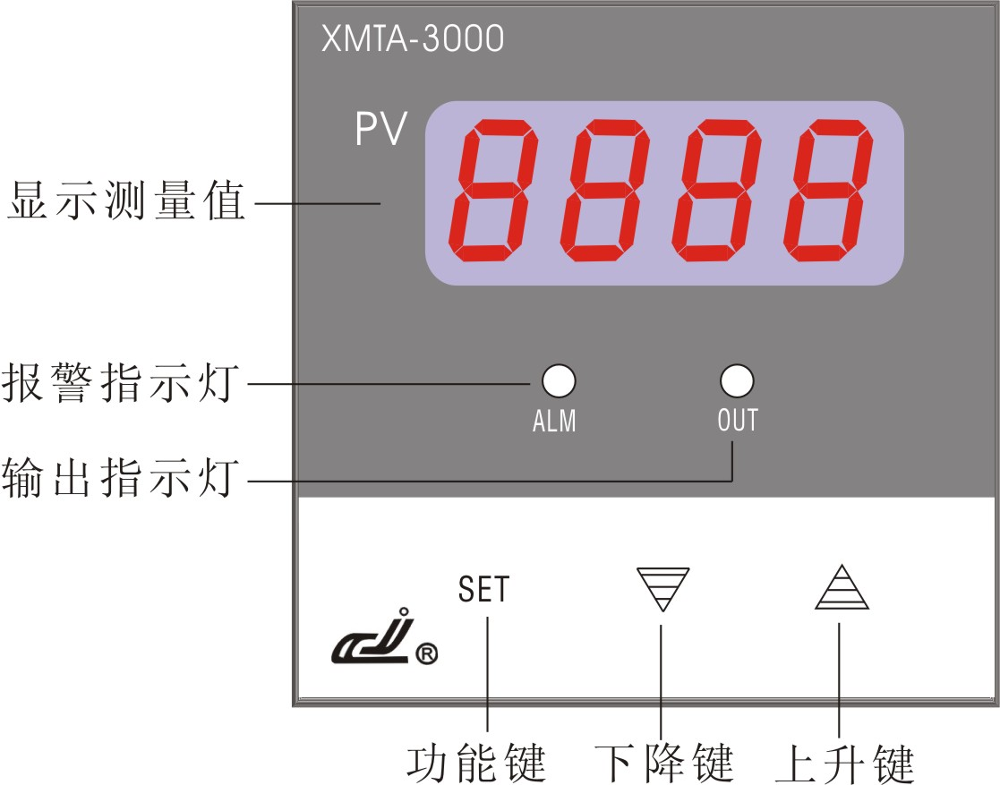 XMTA-3000
PV
8888
显示测量值
报警指示灯
ALM
OUT
输出指示灯
SET
®
功能键
下降键
上升键